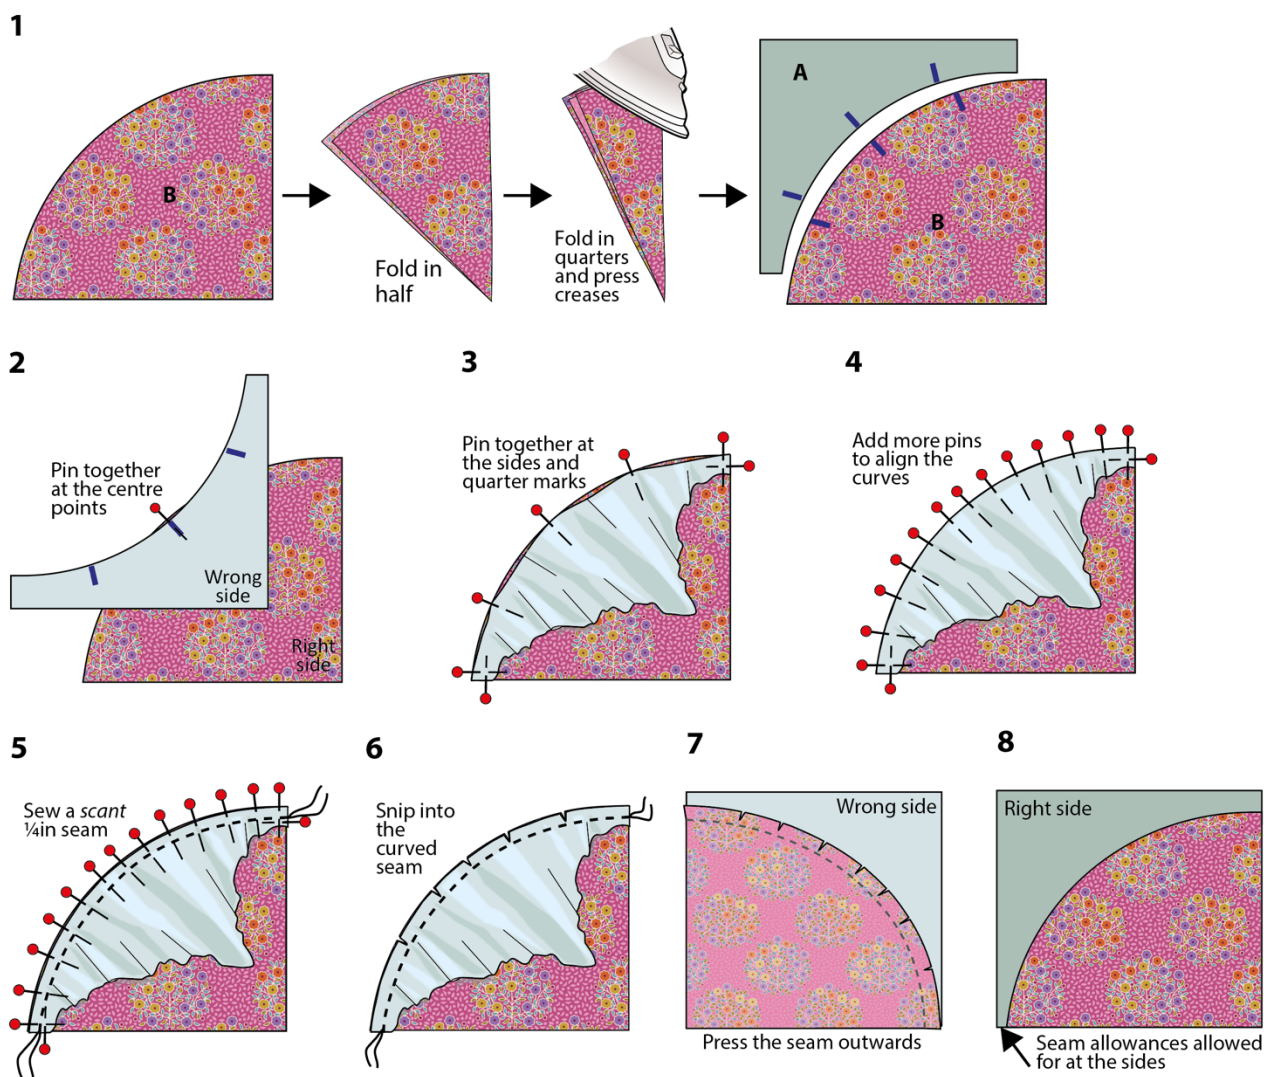 1
B
Fold in
half
Fold in
quarters
and press
creases
A
B
2
Pin together
at the centre
points
Wrong
side
Right
side
3
Pin together at
the sides and
quarter marks
4
Add more pins
to align the
curves
5
Sew a scant
¼in seam
6
Snip into
the
curved
seam
7
Wrong side
Press the seam outwards
8
Right side
Seam allowances allowed
for at the sides